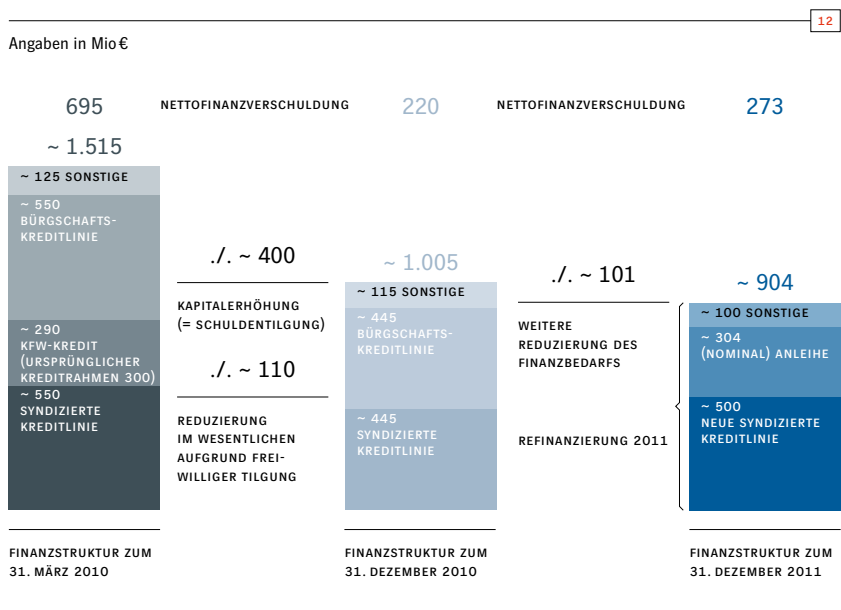 12
Angaben in Mio €
695
NETTOFINANZVERSCHULDUNG
220
NETTOFINANZVERSCHULDUNG
273
~ 1.515
~ 125 SONSTIGE
~ 550
BÜRGSCHAFTS-
KREDITLINIE
~ 290
KFW-KREDIT
(URSPRÜNGLICHER
KREDITRAHMEN 300)
~ 550
SYNDIZIERTE
KREDITLINIE
./. ~ 400
KAPITALERHÖHUNG
(= SCHULDENTILGUNG)
./. ~ 110
REDUZIERUNG
IM WESENTLICHEN
AUFGRUND FREI-
WILLIGER TILGUNG
~ 1.005
~ 115 SONSTIGE
~ 445
BÜRGSCHAFTS-
KREDITLINIE
~ 445
SYNDIZIERTE
KREDITLINIE
./. ~ 101
WEITERE
REDUZIERUNG DES
FINANZBEDARFS
REFINANZIERUNG 2011
~ 904
~ 100 SONSTIGE
~ 304
(NOMINAL) ANLEIHE
~ 500
NEUE SYNDIZIERTE
KREDITLINIE
FINANZSTRUKTUR ZUM
31. MÄRZ 2010
FINANZSTRUKTUR ZUM
31. DEZEMBER 2010
FINANZSTRUKTUR ZUM
31. DEZEMBER 2011